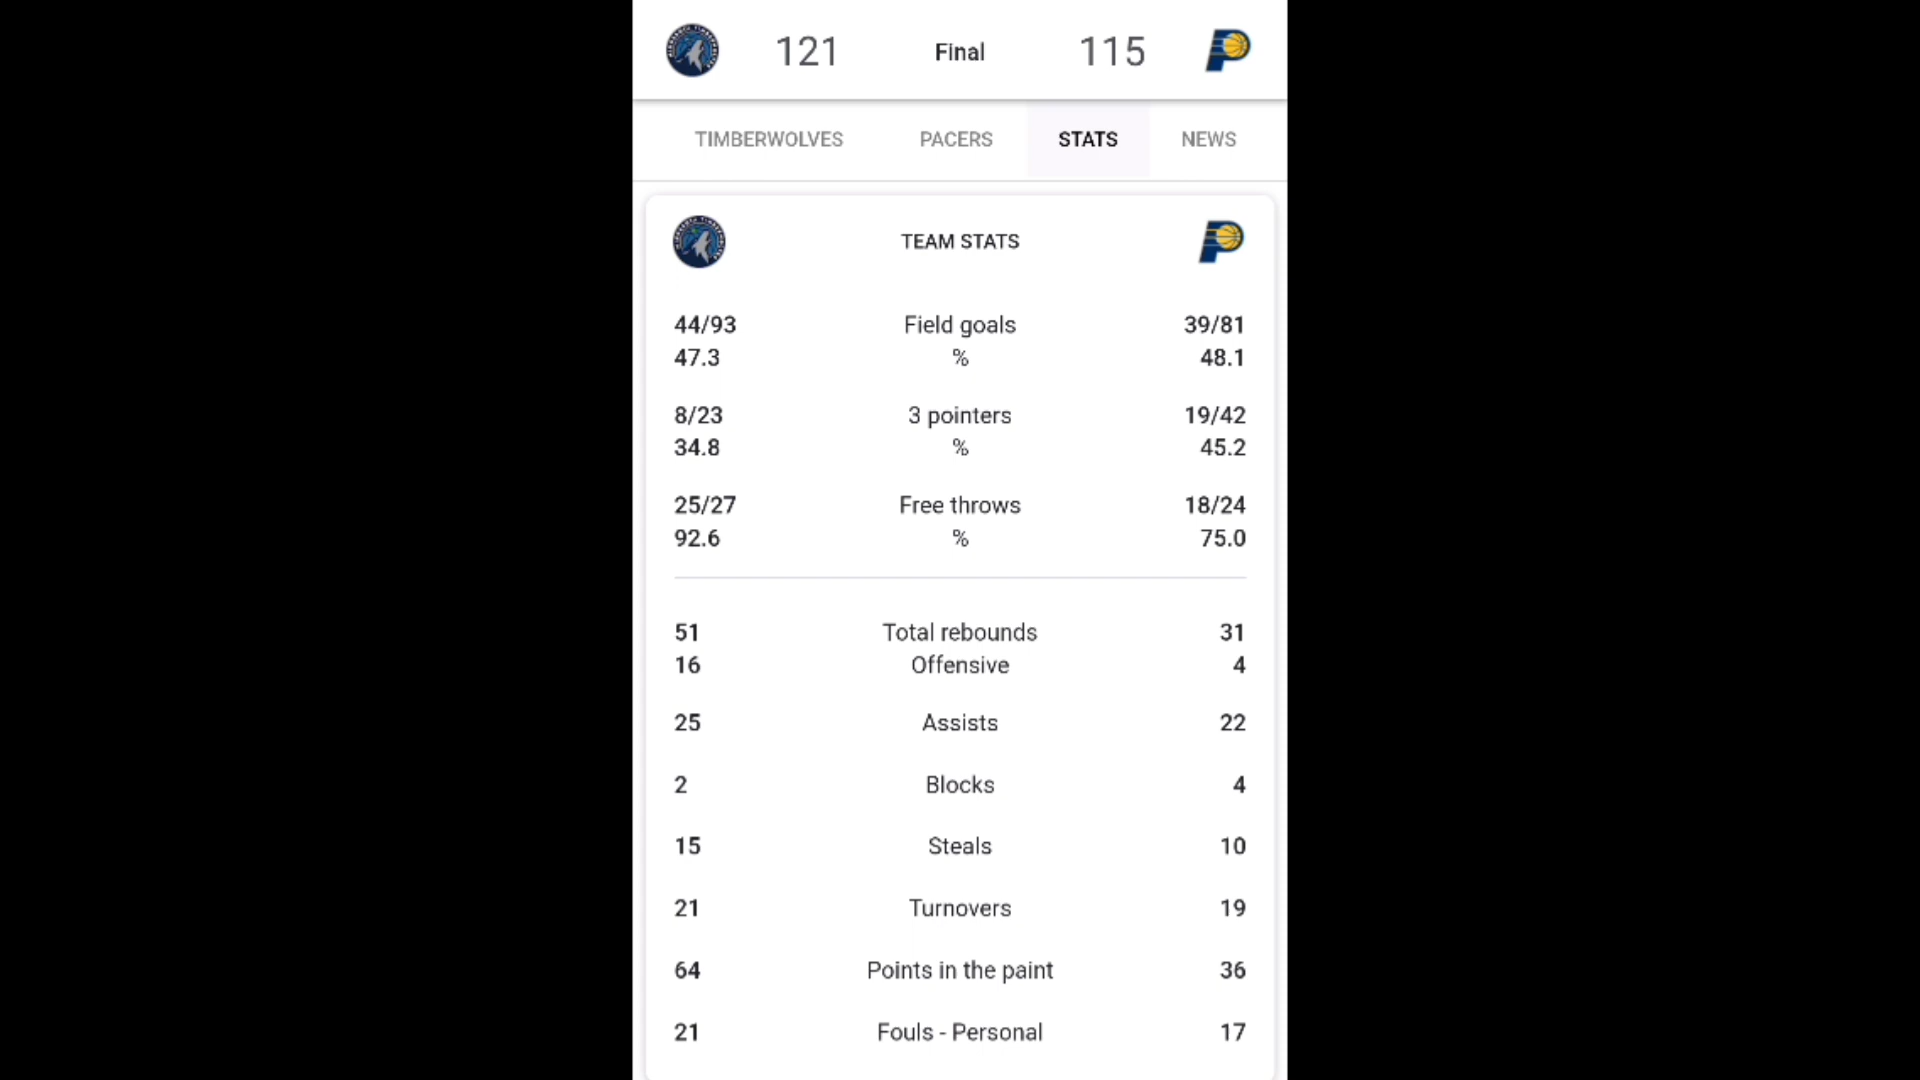 121 Final 115
TIMBERWOLVES PACERS STATS NEWS
TEAM STATS
44/93 Field goals 39/81
47.3 % 48.1
8/23 3 pointers 19/42
34.8 % 45.2
25/27 Free throws 18/24
92.6 % 75.0
51 Total rebounds 31
16 Offensive 4
25 Assists 22
2 Blocks 4
15 Steals 10
21 Turnovers 19
64 Points in the paint 36
21 Fouls - Personal 17